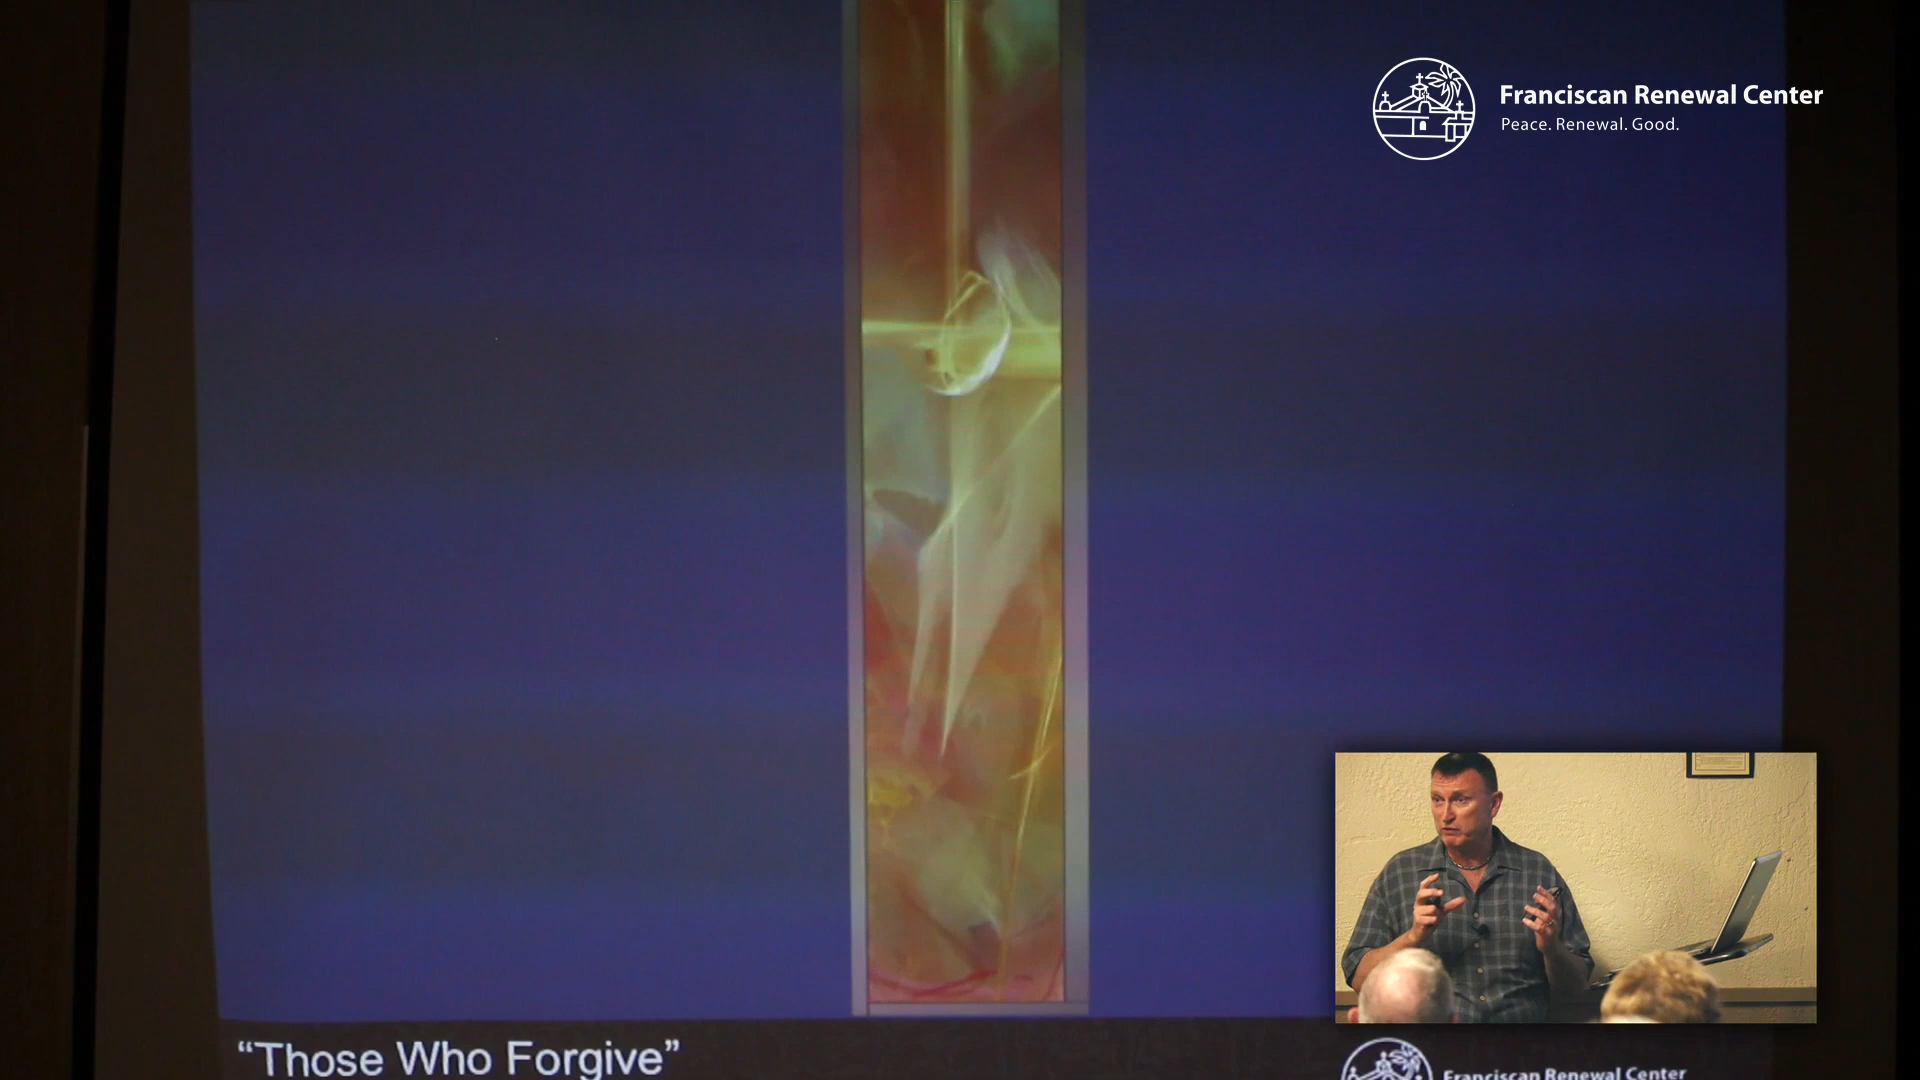 Franciscan Renewal Center
Peace. Renewal. Good.
“Those Who Forgive”
Franciscan Renewal Center